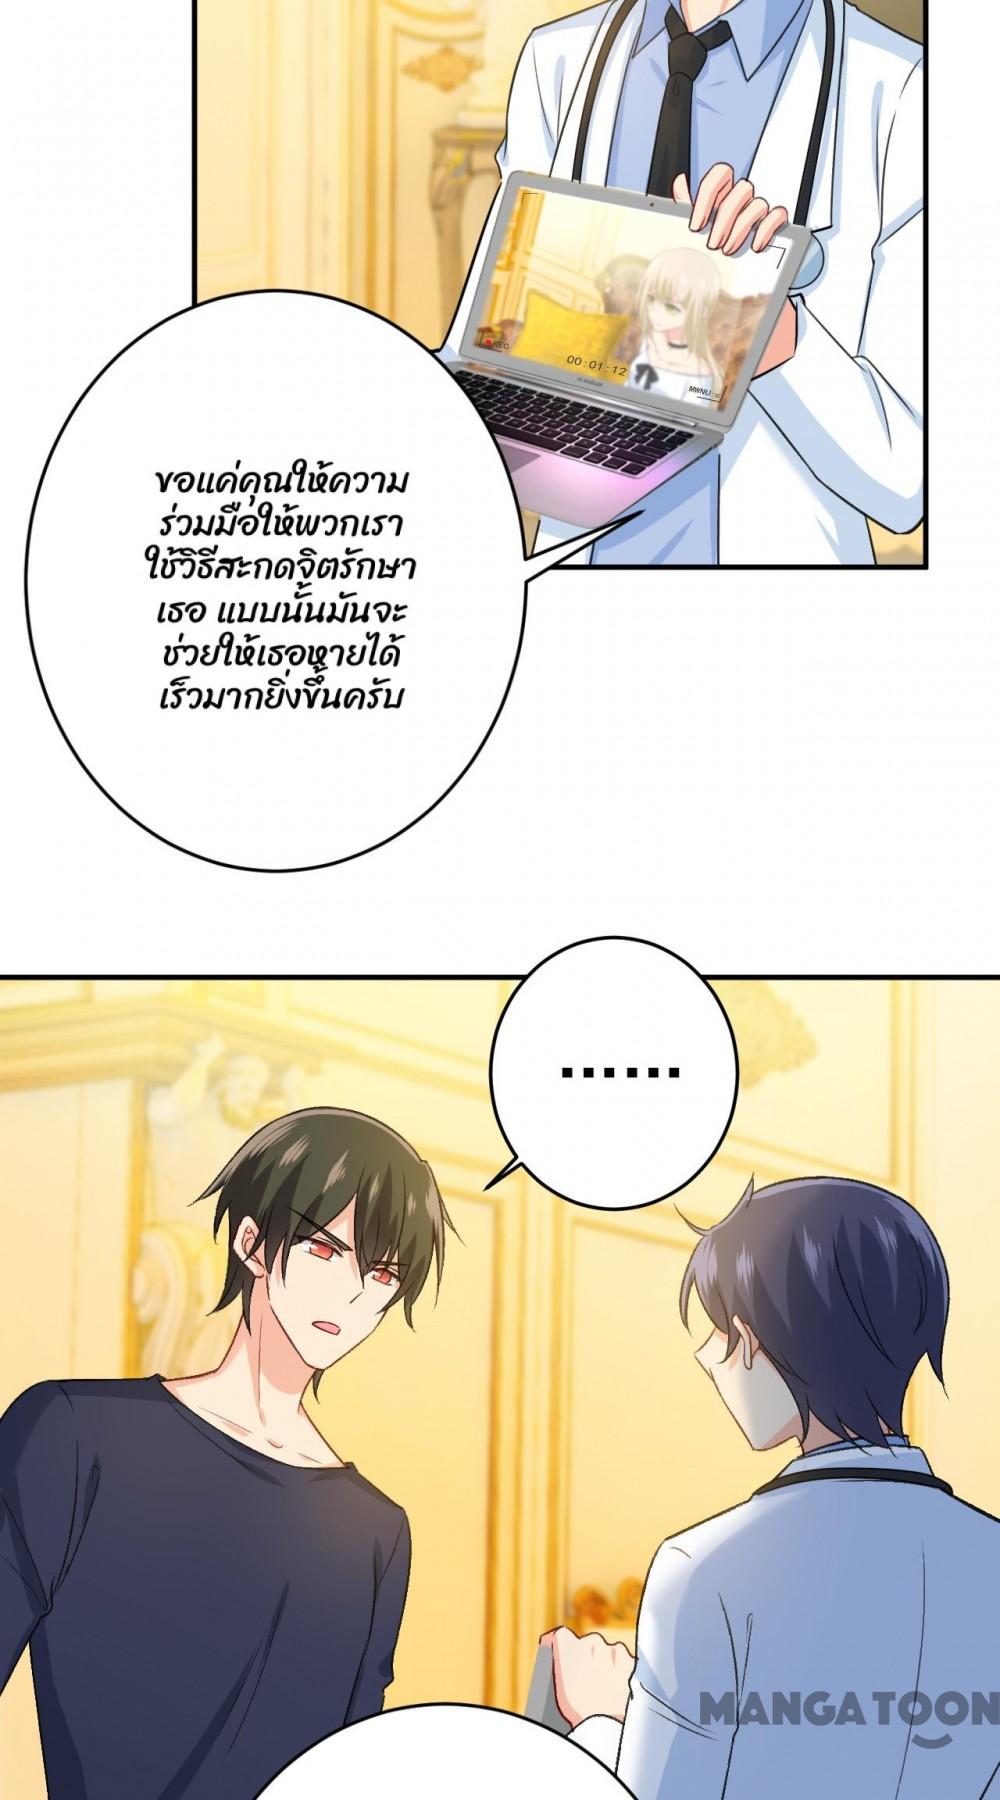 REC
00:01:12
MWNU
ขอแค่คุณให้ความ
ร่วมมือให้พวกเรา
ใช้วิธีสะกดจิตรักษา
เธอ แบบนั้นมันจะ
ช่วยให้เธอหายได้
เร็วมากยิ่งขึ้นครับ
......
MANGATOON